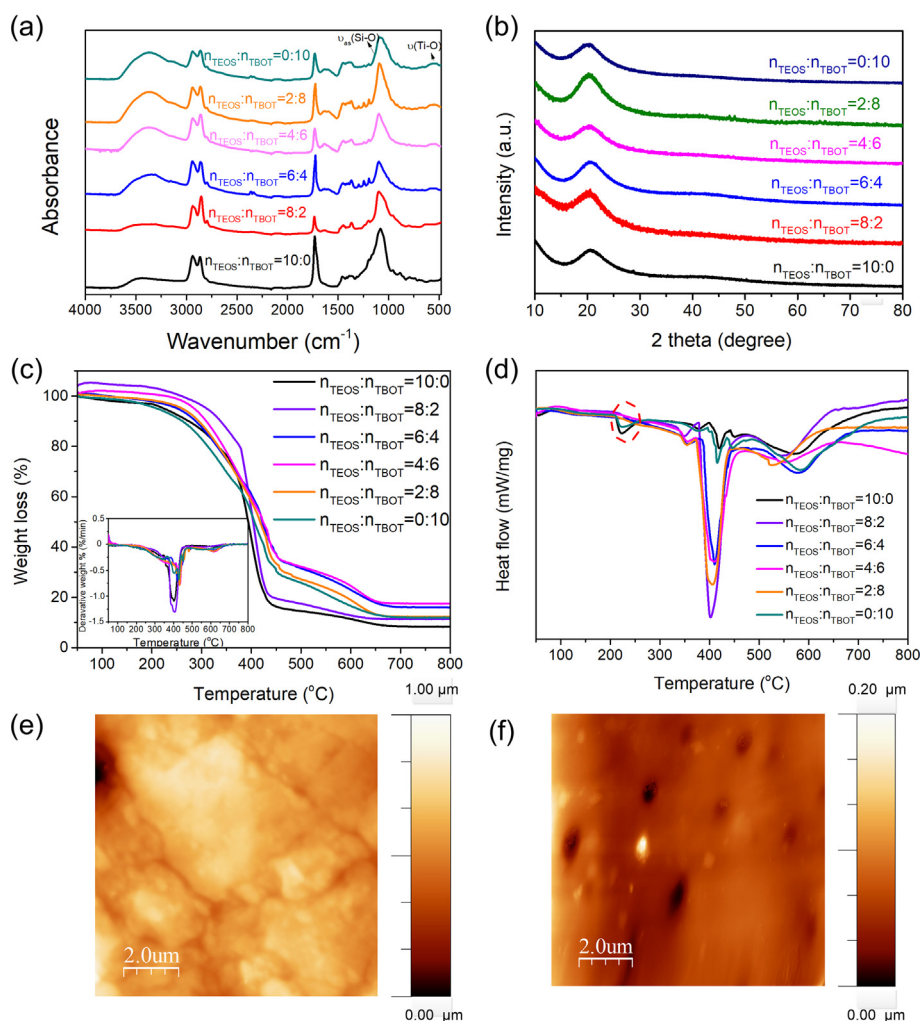 (a)
υas(Si-O)
υ(Ti-O)
nTEOS:nTBOT=0:10
nTEOS:nTBOT=2:8
nTEOS:nTBOT=4:6
nTEOS:nTBOT=6:4
nTEOS:nTBOT=8:2
nTEOS:nTBOT=10:0
Absorbance
4000 3500 3000 2500 2000 1500 1000 500
Wavenumber (cm-1)
(b)
nTEOS:nTBOT=0:10
nTEOS:nTBOT=2:8
nTEOS:nTBOT=4:6
nTEOS:nTBOT=6:4
nTEOS:nTBOT=8:2
nTEOS:nTBOT=10:0
Intensity (a.u.)
10 20 30 40 50 60 70 80
2 theta (degree)
(c)
100
80
60
40
20
0
Weight loss (%)
nTEOS:nTBOT=10:0
nTEOS:nTBOT=8:2
nTEOS:nTBOT=6:4
nTEOS:nTBOT=4:6
nTEOS:nTBOT=2:8
nTEOS:nTBOT=0:10
0.5
0
-0.5
-1.0
-1.5
Deravative weight % (%/min)
100 200 300 400 500 600 700 800
Temperature (oC)
100 200 300 400 500 600 700 800
Temperature (oC)
(d)
Heat flow (mW/mg)
nTEOS:nTBOT=10:0
nTEOS:nTBOT=8:2
nTEOS:nTBOT=6:4
nTEOS:nTBOT=4:6
nTEOS:nTBOT=2:8
nTEOS:nTBOT=0:10
100 200 300 400 500 600 700 800
Temperature (oC)
(e)
1.00 µm
2.0um
0.00 µm
(f)
0.20 µm
2.0um
0.00 µm